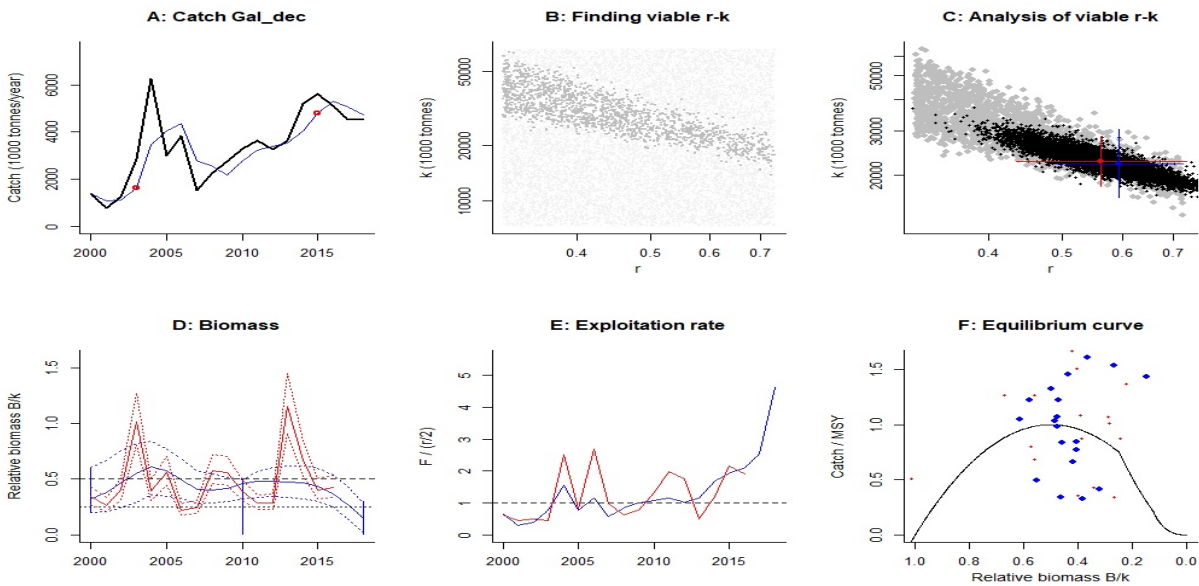 A: Catch Gal_dec
Catch (1000 tonnes/year)
0 2000 4000 6000
2000 2005 2010 2015
B: Finding viable r-k
k (1000 tonnes)
10000 20000 50000
0.4 0.5 0.6 0.7
r
C: Analysis of viable r-k
k (1000 tonnes)
20000 30000 50000
0.4 0.5 0.6 0.7
r
D: Biomass
Relative biomass B/k
0.0 0.5 1.0 1.5
2000 2005 2010 2015
E: Exploitation rate
F / (r/2)
0 1 2 3 4 5
2000 2005 2010 2015
F: Equilibrium curve
Catch / MSY
0.0 0.5 1.0 1.5
1.0 0.8 0.6 0.4 0.2 0.0
Relative biomass B/k